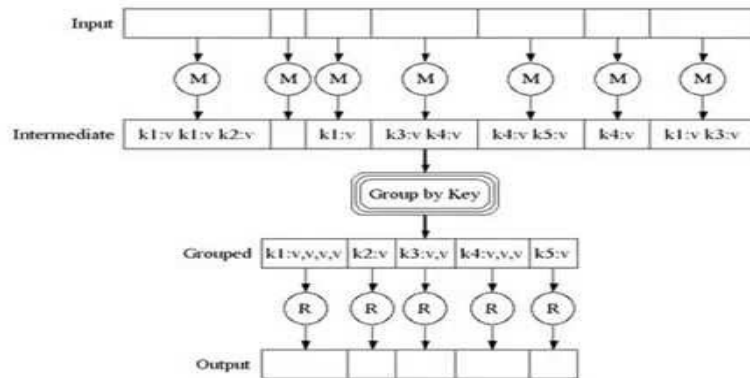 Input
M M M M M M M
Intermediate k1:v k1:v k2:v k1:v k3:v k4:v k4:v k5:v k4:v k1:v k3:v
Group by Key
Grouped k1:v,v,v,v k2:v k3:v,v k4:v,v,v k5:v
R R R R R
Output